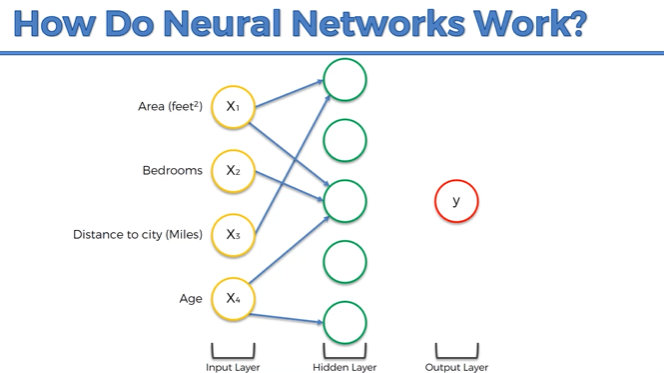 How Do Neural Networks Work?
Area (feet²) X₁
Bedrooms X₂
Distance to city (Miles) X₃
Age X₄
y
Input Layer Hidden Layer Output Layer